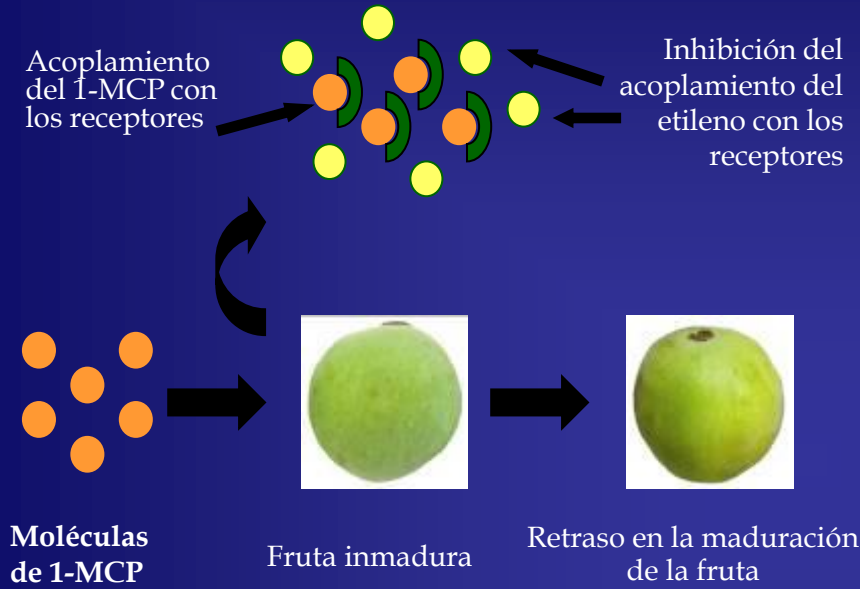 Acoplamiento
del 1-MCP con
los receptores
Inhibición del
acoplamiento del
etileno con los
receptores
Moléculas
de 1-MCP
Fruta inmadura
Retraso en la maduración
de la fruta